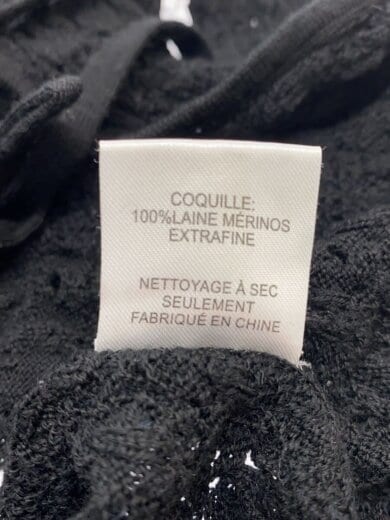 COQUILLE:
100%LAINE MÉRINOS
EXTRAFINE
NETTOYAGE À SEC
SEULEMENT
FABRIQUÉ EN CHINE